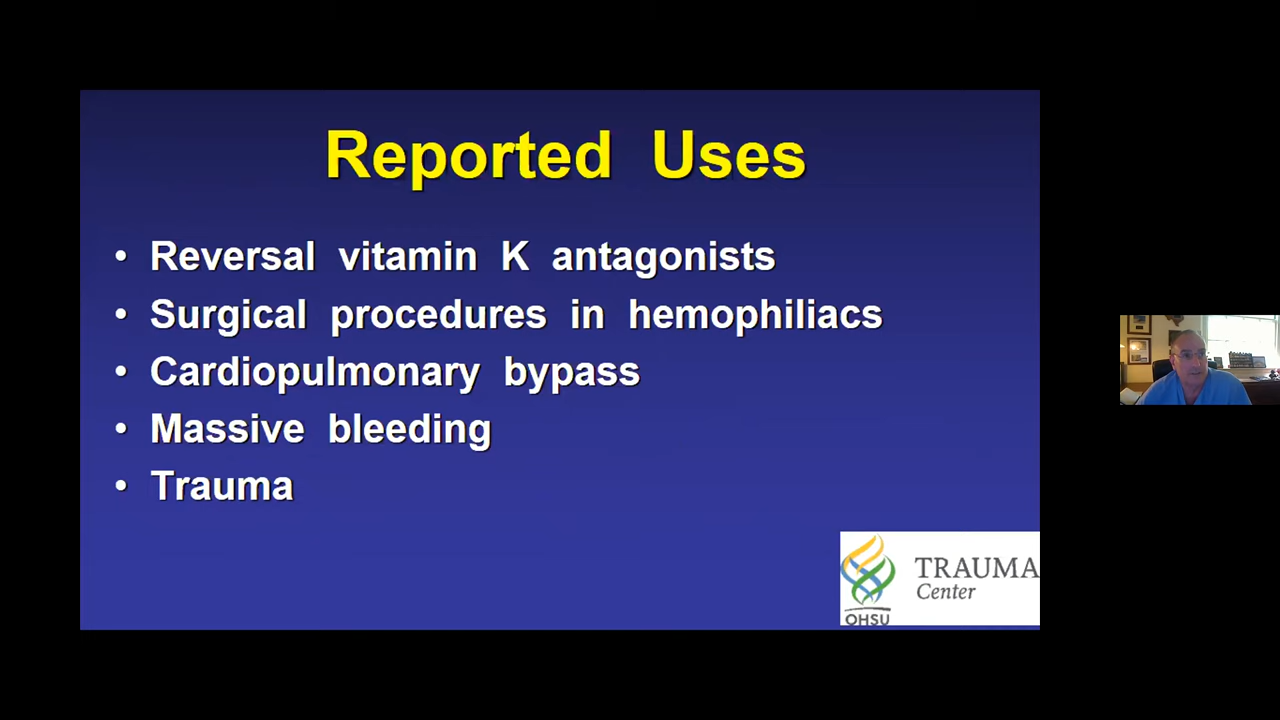 Reported Uses
• Reversal vitamin K antagonists
• Surgical procedures in hemophiliacs
• Cardiopulmonary bypass
• Massive bleeding
• Trauma
TRAUMA
Center
OHSU